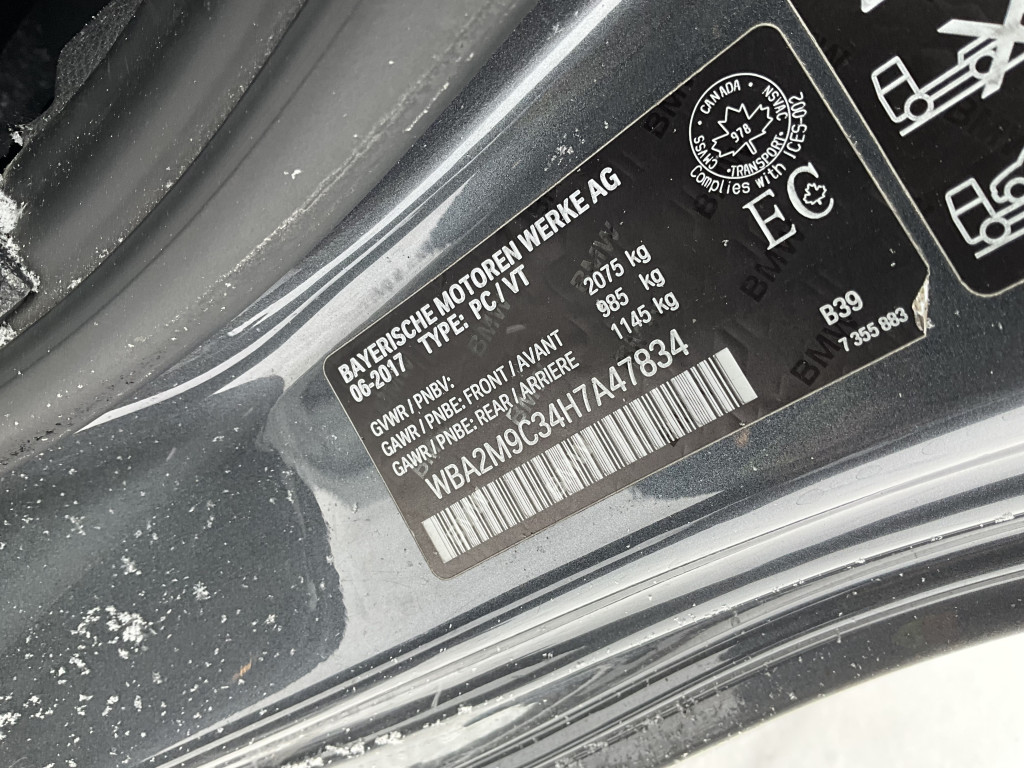 BAYERISCHE MOTOREN WERKE AG
06-2017 TYPE: PC / VT
GVWR / PNBV: 2075 kg
GAWR / PNBE: FRONT / AVANT 985 kg
GAWR / PNBE: REAR / ARRIERE 1145 kg
WBA2M9C34H7A47834
CANADA · NSVAC
978
CMVSS · TRANSPORT ·
Complies with ICES-002
EC
B39
7 355 883